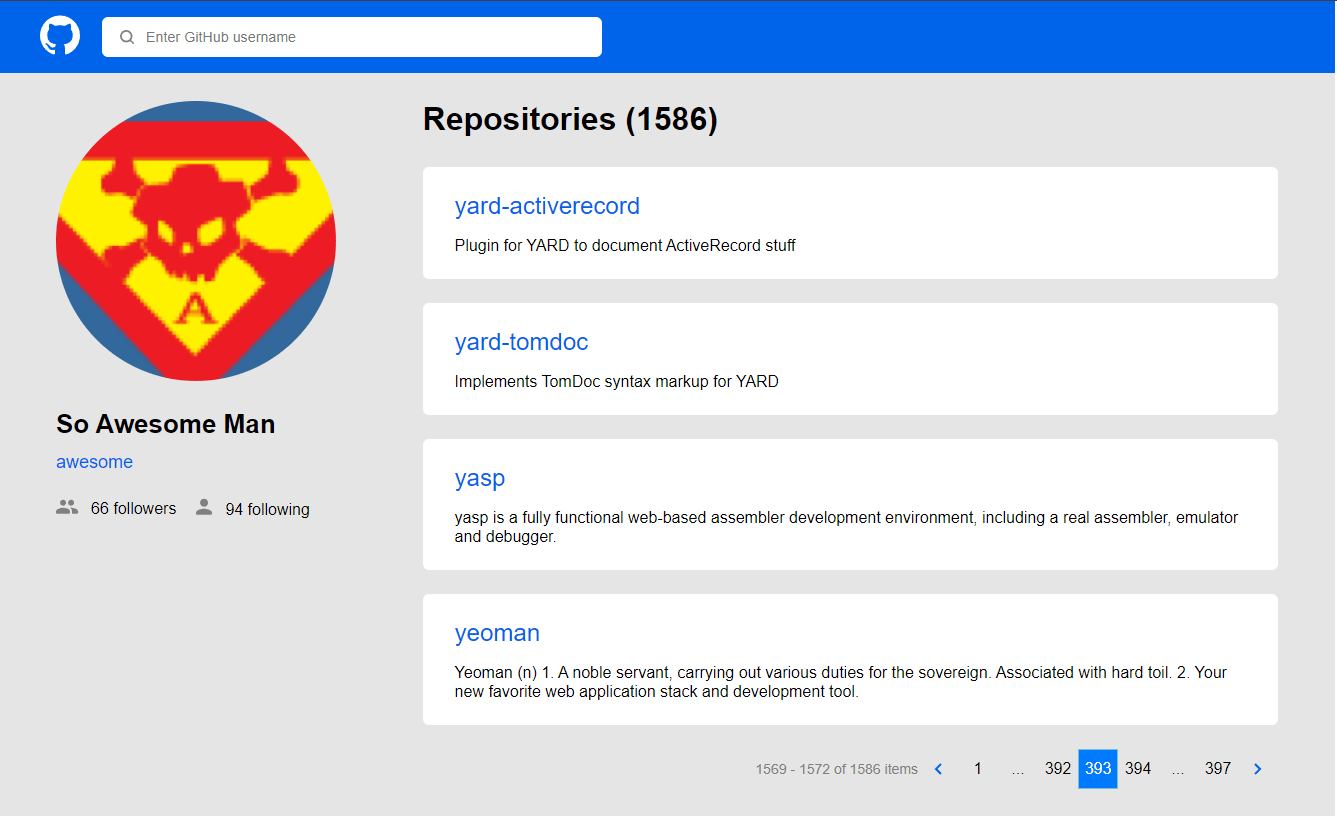 Enter GitHub username
Repositories (1586)
yard-activerecord
Plugin for YARD to document ActiveRecord stuff
yard-tomdoc
Implements TomDoc syntax markup for YARD
yasp
yasp is a fully functional web-based assembler development environment, including a real assembler, emulator
and debugger.
yeoman
Yeoman (n) 1. A noble servant, carrying out various duties for the sovereign. Associated with hard toil. 2. Your
new favorite web application stack and development tool.
A
So Awesome Man
awesome
66 followers 94 following
1569 - 1572 of 1586 items 1 ... 392 393 394 ... 397